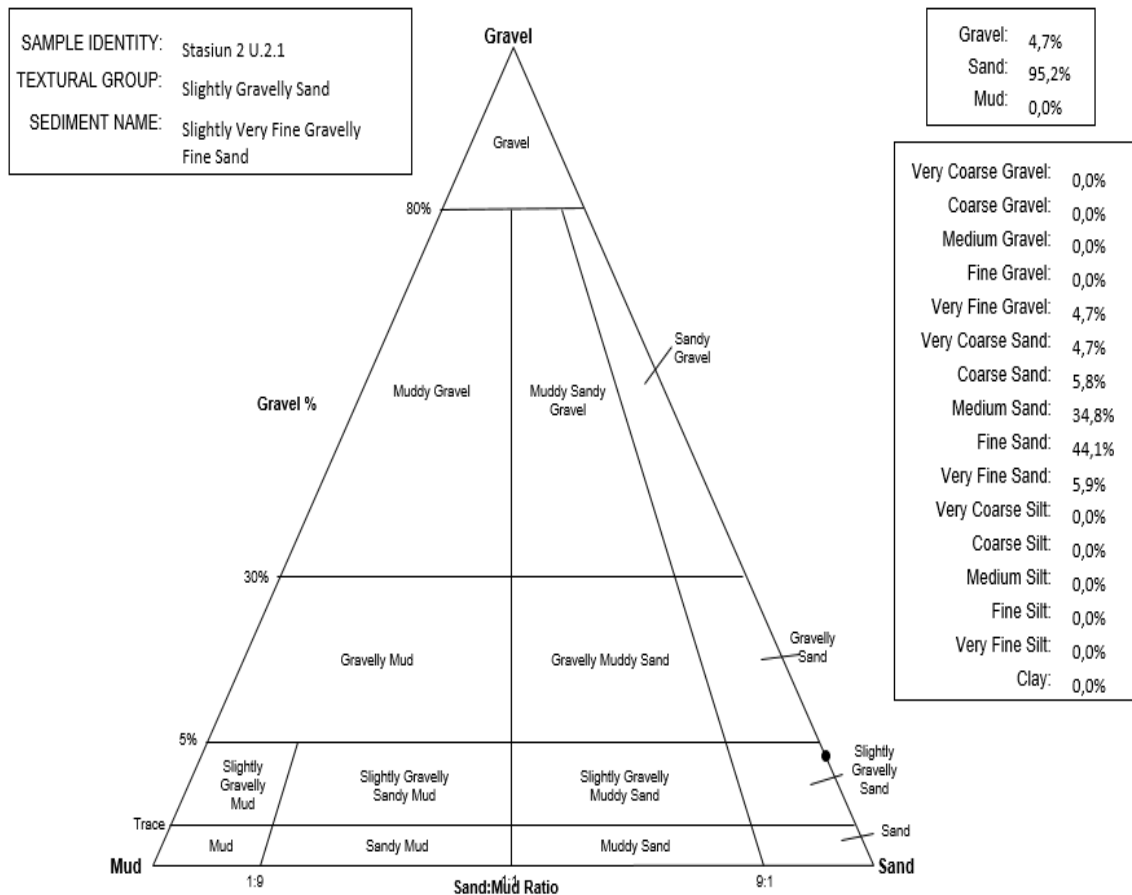 SAMPLE IDENTITY: Stasiun 2 U.2.1
TEXTURAL GROUP: Slightly Gravelly Sand
SEDIMENT NAME: Slightly Very Fine Gravelly
Fine Sand
Gravel: 4,7%
Sand: 95,2%
Mud: 0,0%
Very Coarse Gravel: 0,0%
Coarse Gravel: 0,0%
Medium Gravel: 0,0%
Fine Gravel: 0,0%
Very Fine Gravel: 4,7%
Very Coarse Sand: 4,7%
Coarse Sand: 5,8%
Medium Sand: 34,8%
Fine Sand: 44,1%
Very Fine Sand: 5,9%
Very Coarse Silt: 0,0%
Coarse Silt: 0,0%
Medium Silt: 0,0%
Fine Silt: 0,0%
Very Fine Silt: 0,0%
Clay: 0,0%
Gravel
Gravel
80%
Sandy
Gravel
Muddy Gravel
Muddy Sandy
Gravel
Gravel %
30%
Gravelly Mud
Gravelly Muddy Sand
Gravelly
Sand
5%
Slightly
Gravelly
Mud
Slightly Gravelly
Sandy Mud
Slightly Gravelly
Muddy Sand
Slightly
Gravelly
Sand
Trace
Mud
Sandy Mud
Muddy Sand
Sand
Mud
Sand
1:9
1:1
9:1
Sand:Mud Ratio